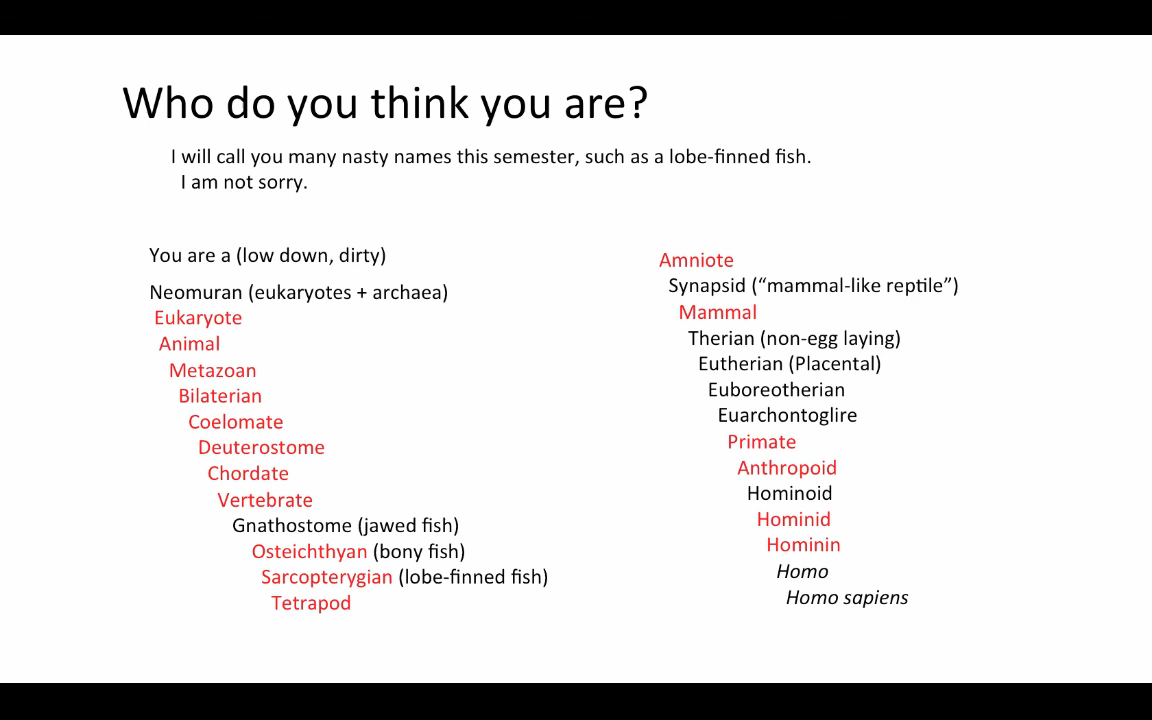 Who do you think you are?
I will call you many nasty names this semester, such as a lobe-finned fish.
I am not sorry.
You are a (low down, dirty)
Neomuran (eukaryotes + archaea)
Eukaryote
Animal
Metazoan
Bilaterian
Coelomate
Deuterostome
Chordate
Vertebrate
Gnathostome (jawed fish)
Osteichthyan (bony fish)
Sarcopterygian (lobe-finned fish)
Tetrapod
Amniote
Synapsid (“mammal-like reptile”)
Mammal
Therian (non-egg laying)
Eutherian (Placental)
Euboreotherian
Euarchontoglire
Primate
Anthropoid
Hominoid
Hominid
Hominin
Homo
Homo sapiens